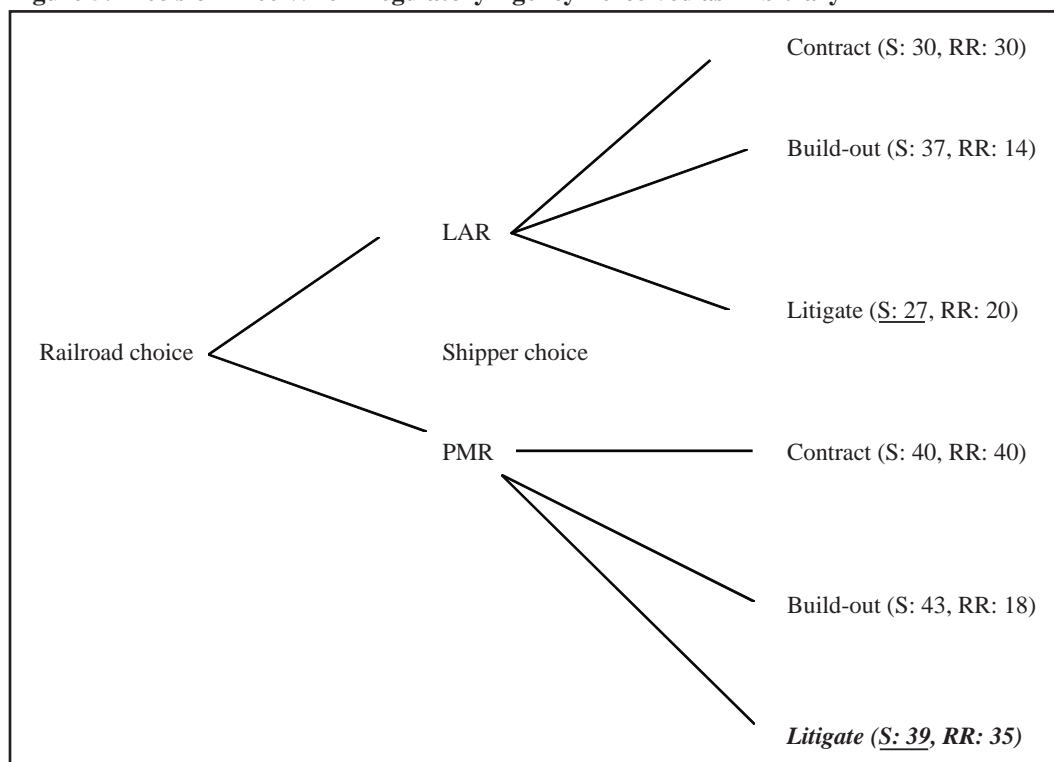 Contract (S: 30, RR: 30)
Build-out (S: 37, RR: 14)
LAR
Litigate (S: 27, RR: 20)
Railroad choice
Shipper choice
PMR
Contract (S: 40, RR: 40)
Build-out (S: 43, RR: 18)
Litigate (S: 39, RR: 35)